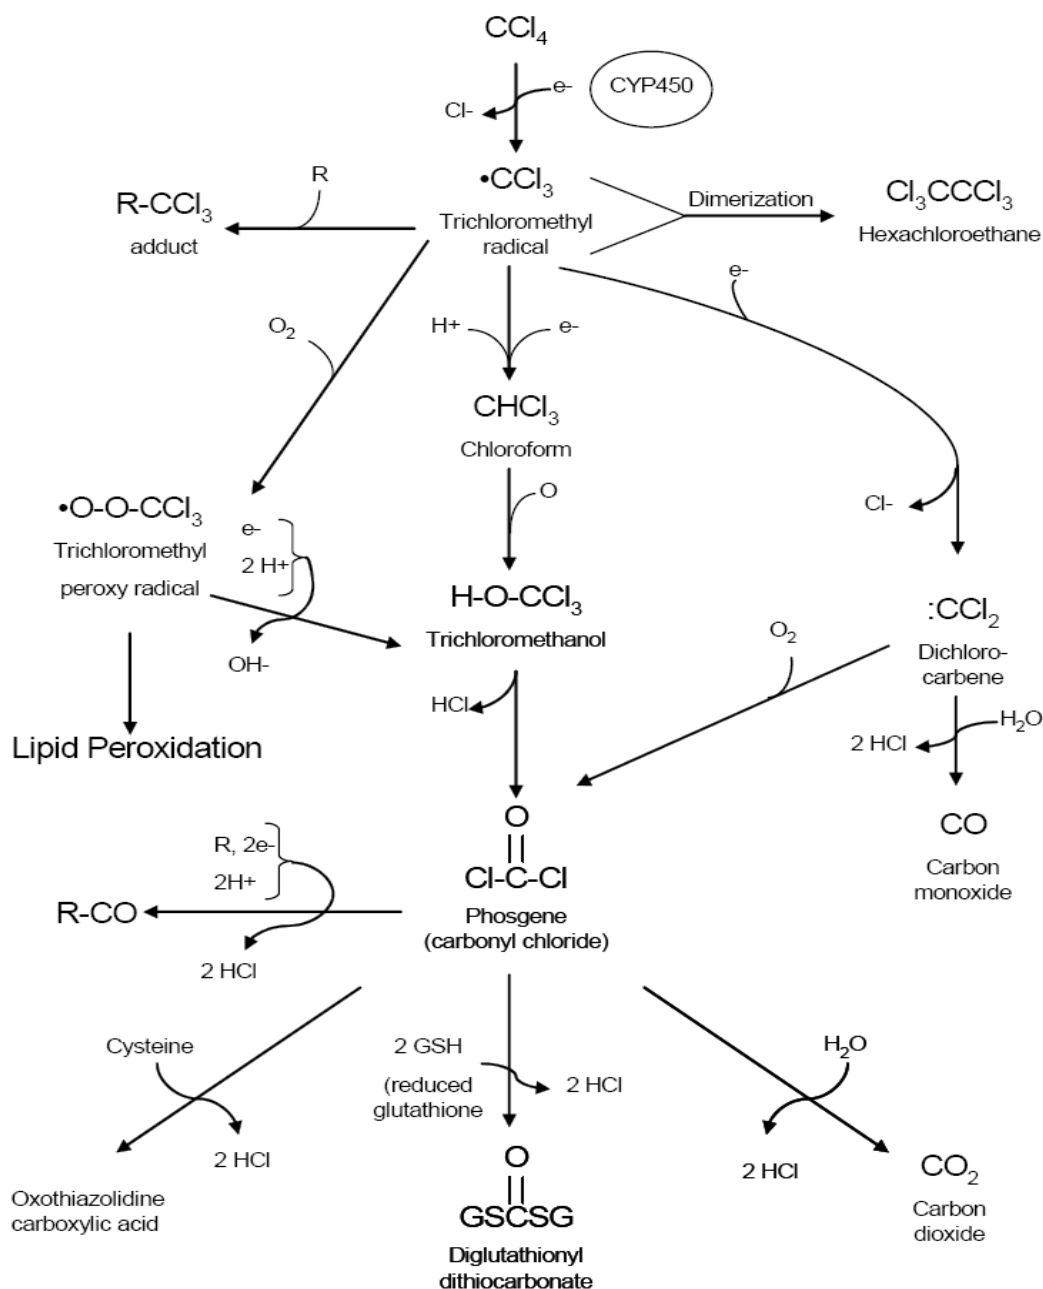 CCl4
e-
CYP450
Cl-
•CCl3
Trichloromethyl
radical
R
R-CCl3
adduct
Dimerization
Cl3CCCl3
Hexachloroethane
e-
O2
H+
e-
CHCl3
Chloroform
O
Cl-
•O-O-CCl3
Trichloromethyl
peroxy radical
e-
2 H+
OH-
H-O-CCl3
Trichloromethanol
HCl
O2
:CCl2
Dichloro-
carbene
H2O
2 HCl
CO
Carbon
monoxide
Lipid Peroxidation
O
Cl-C-Cl
Phosgene
(carbonyl chloride)
R, 2e-
2H+
R-CO
2 HCl
Cysteine
2 HCl
Oxothiazolidine
carboxylic acid
2 GSH
(reduced
glutathione
2 HCl
O
GSCSG
Diglutathionyl
dithiocarbonate
H2O
2 HCl
CO2
Carbon
dioxide